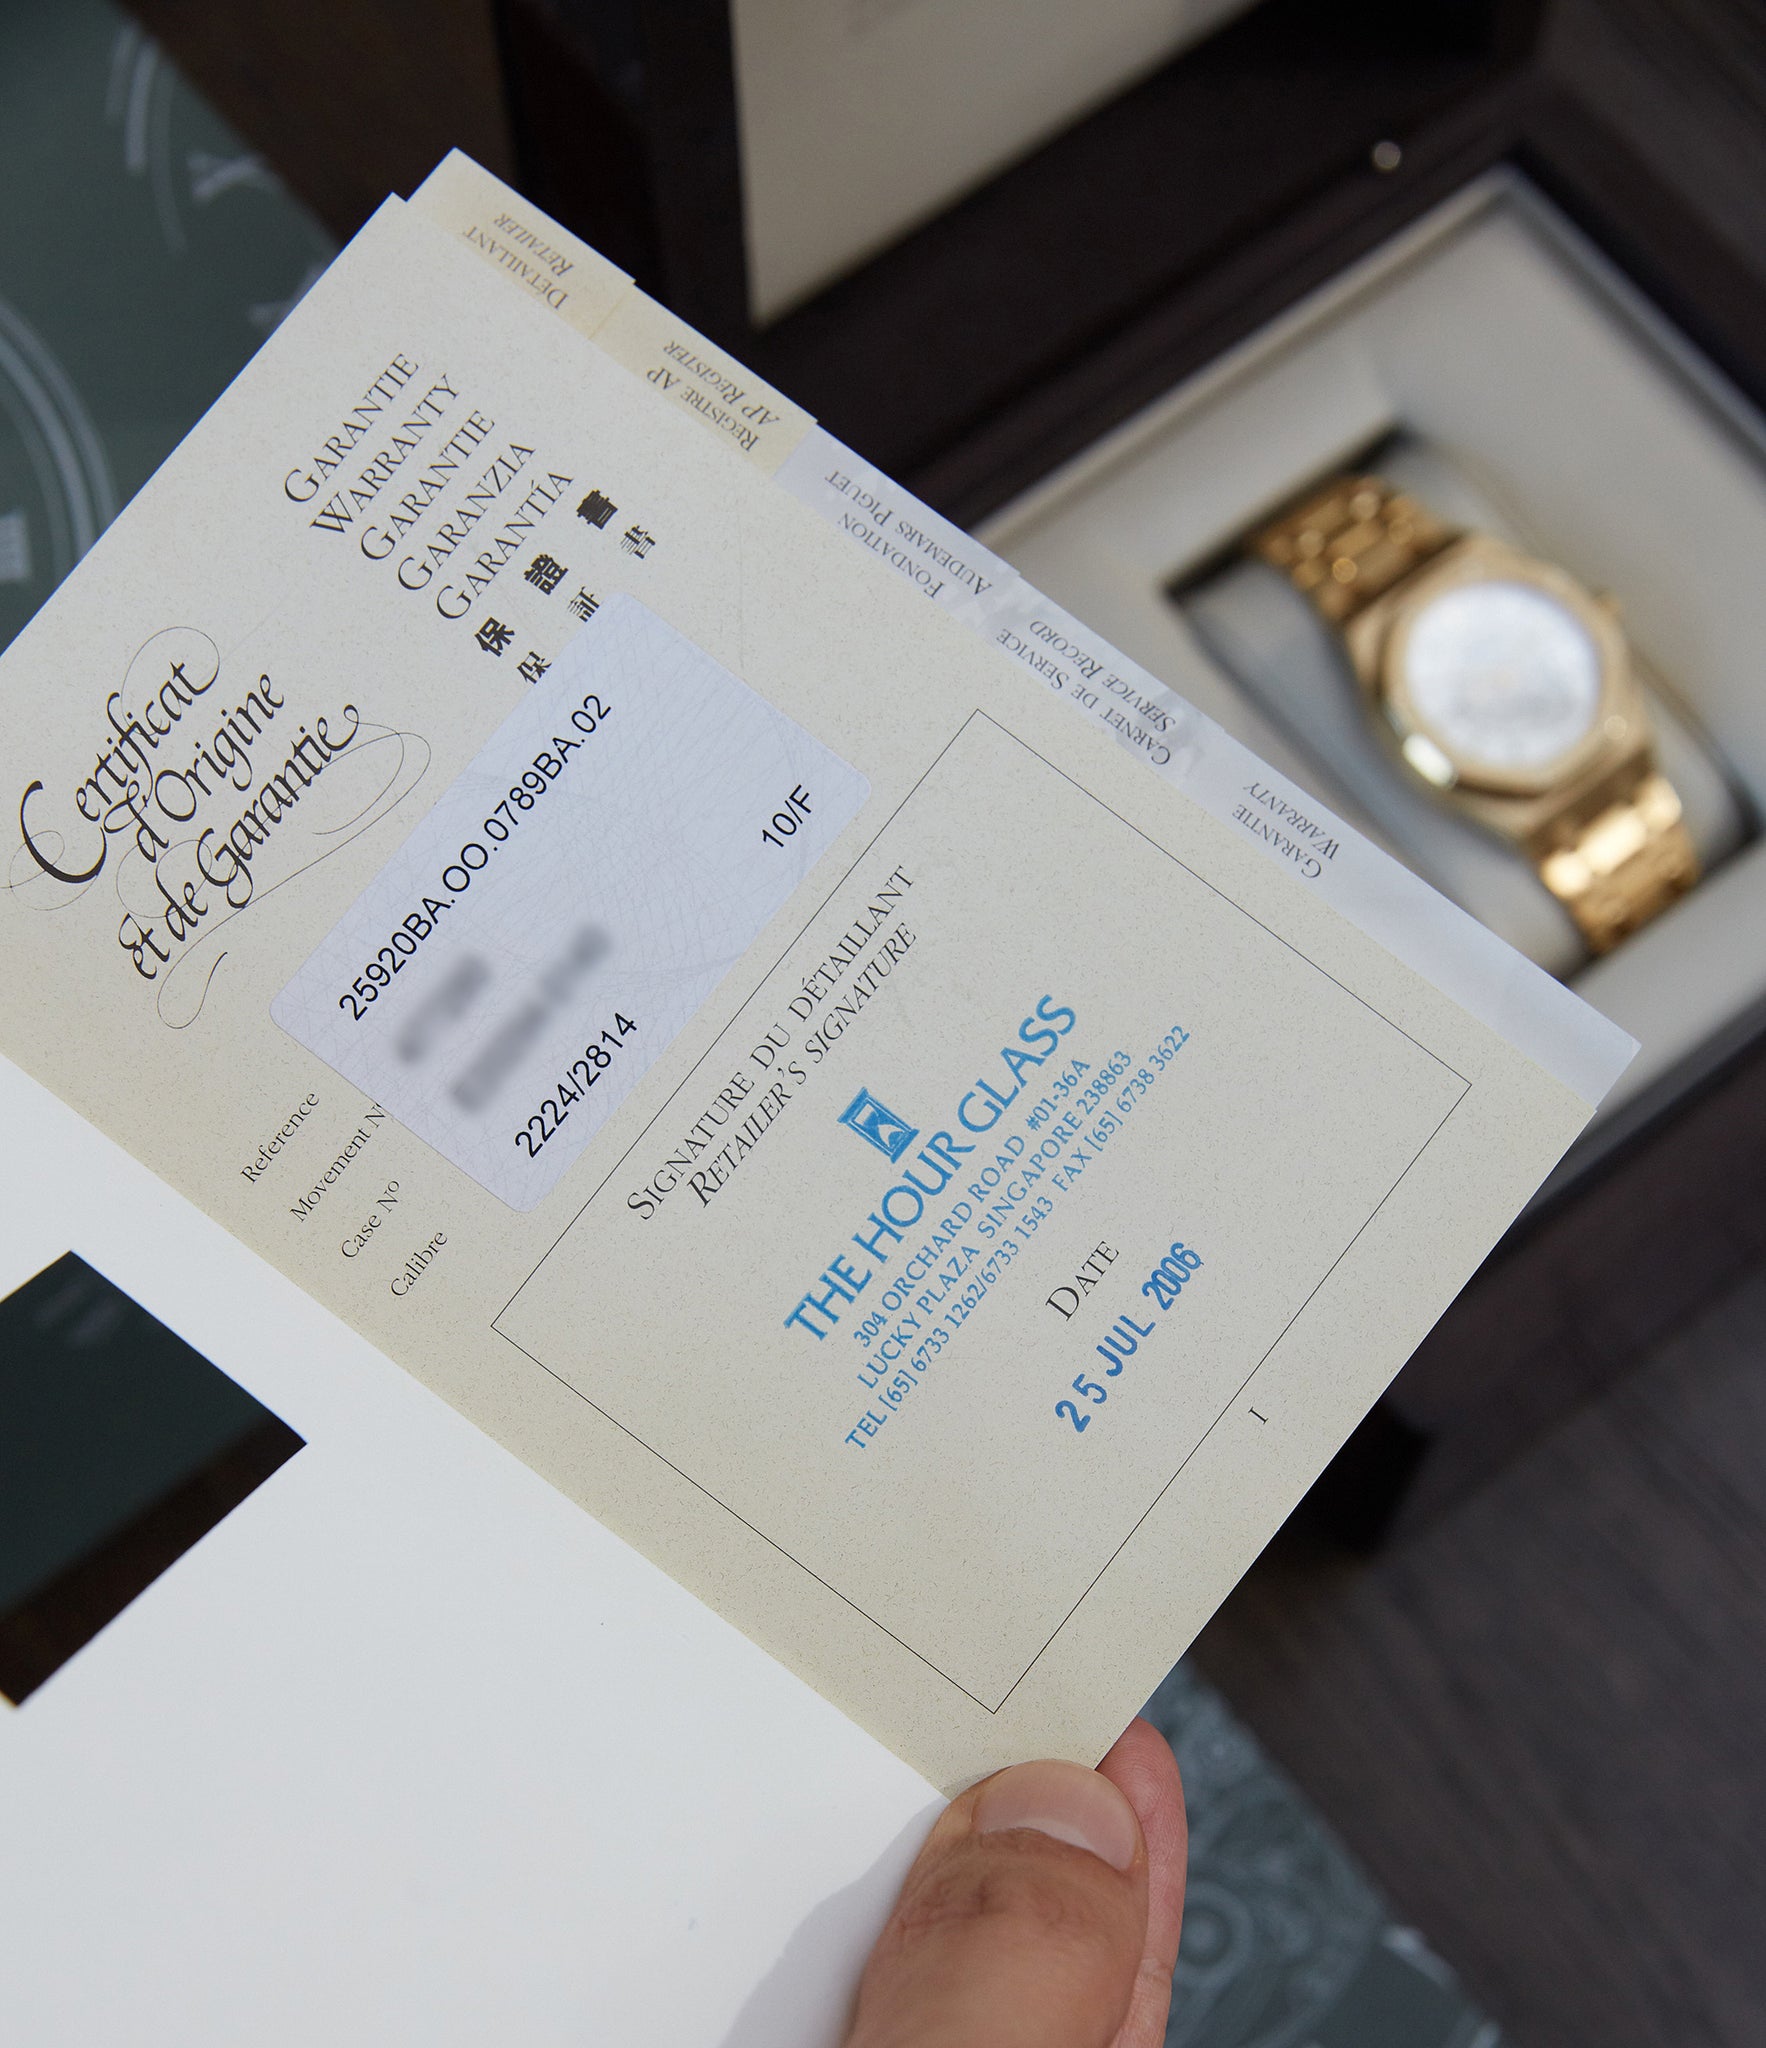 DÉTAILLANT
RETAILER
REGISTRE AP
AP REGISTER
FONDATION
AUDEMARS PIGUET
CARNET DE SERVICE
SERVICE RECORD
GARANTIE
WARRANTY
Certificat
d'Origine
et de Garantie
GARANTIE
WARRANTY
GARANTIE
GARANZIA
GARANTÍA
保 證 書
保 証 書
Reference
25920BA.OO.0789BA.02
Movement N
Case Nº
Calibre
2224/2814
10/F
SIGNATURE DU DÉTAILLANT
RETAILER'S SIGNATURE
THE HOUR GLASS
304 ORCHARD ROAD #01-36A
LUCKY PLAZA SINGAPORE 238863
TEL [65] 6733 1262/6733 1543 FAX [65] 6738 3622
DATE
25 JUL 2006
1